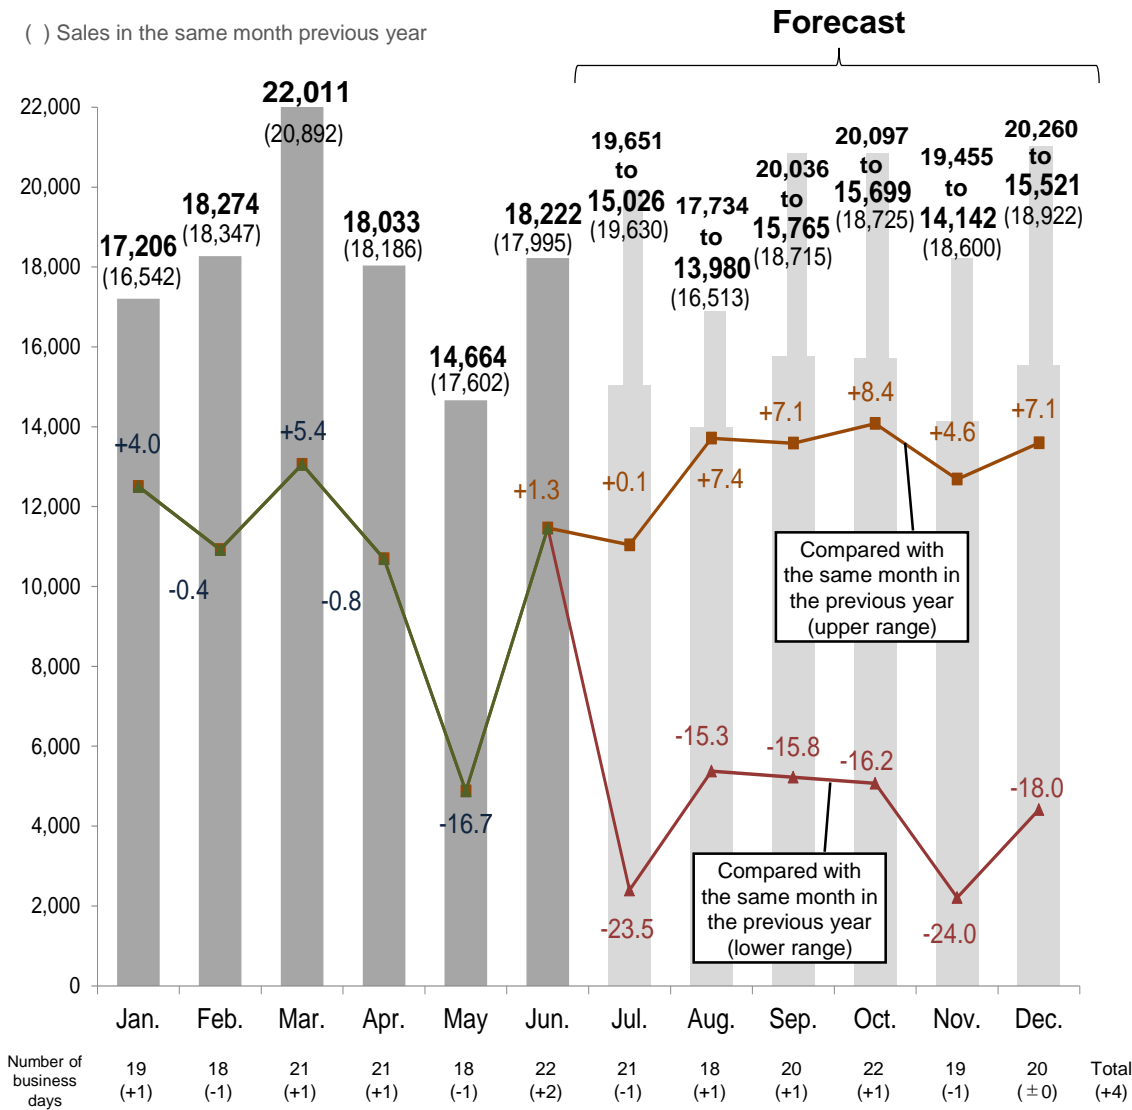 ( ) Sales in the same month previous year
Forecast
22,000
20,000
18,000
16,000
14,000
12,000
10,000
8,000
6,000
4,000
2,000
0
17,206
(16,542)
18,274
(18,347)
22,011
(20,892)
18,033
(18,186)
14,664
(17,602)
18,222
(17,995)
19,651
to
15,026
(19,630)
17,734
to
13,980
(16,513)
20,036
to
15,765
(18,715)
20,097
to
15,699
(18,725)
19,455
to
14,142
(18,600)
20,260
to
15,521
(18,922)
+4.0
-0.4
+5.4
-0.8
-16.7
+1.3
+0.1
+7.4
+7.1
+8.4
+4.6
+7.1
Compared with
the same month in
the previous year
(upper range)
-23.5
-15.3
-15.8
-16.2
-24.0
-18.0
Compared with
the same month in
the previous year
(lower range)
Jan. Feb. Mar. Apr. May Jun. Jul. Aug. Sep. Oct. Nov. Dec.
Number of
business
days
19 18 21 21 18 22 21 18 20 22 19 20 Total
(+1) (-1) (+1) (+1) (-1) (+2) (-1) (+1) (+1) (+1) (-1) (±0) (+4)